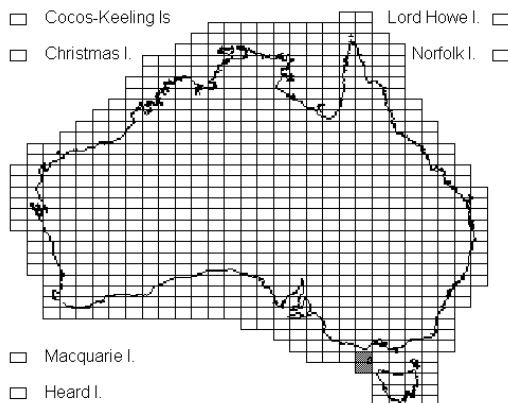 Cocos-Keeling Is
Lord Howe I.
Christmas I.
Norfolk I.
Macquarie I.
Heard I.